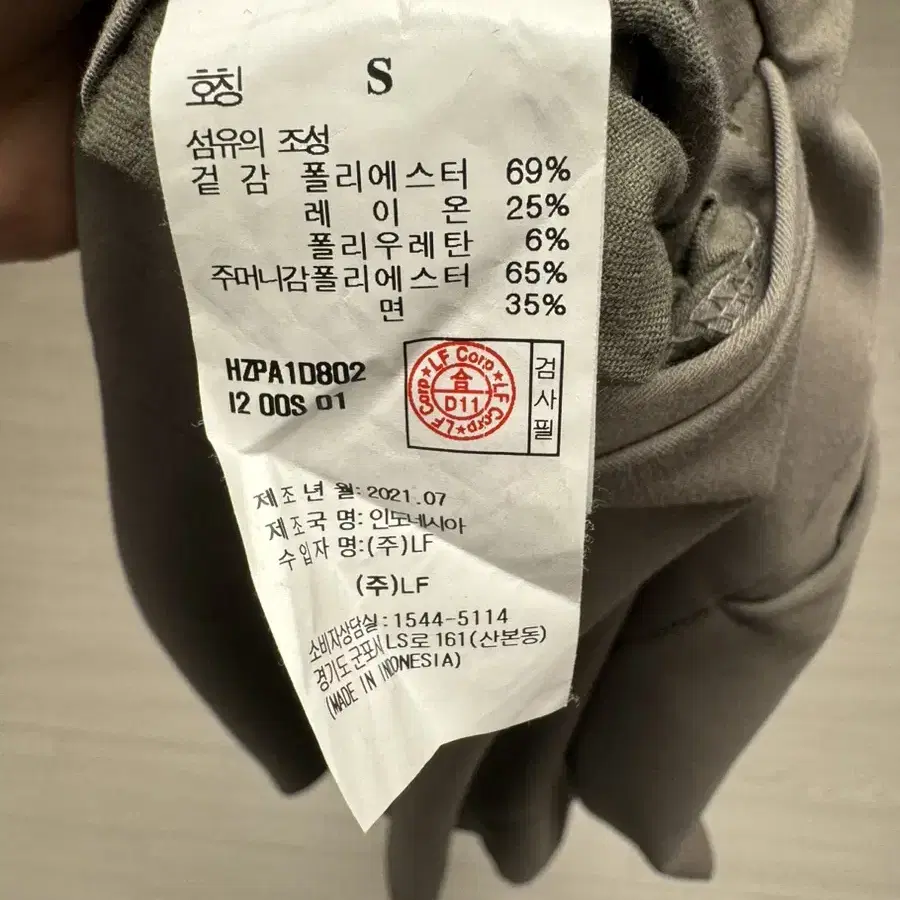 호칭 S
섬유의 조성
겉 감 폴리에스터 69%
레 이 온 25%
폴리우레탄 6%
주머니감폴리에스터 65%
면 35%
HZPA1D802
I2 00S 01
LF Corp★LF Corp★LF Corp★
合
D11
검사필
제조년월: 2021.07
제조국명: 인도네시아
수입자명:(주)LF
(주)LF
소비자상담실: 1544-5114
경기도 군포시 LS로 161(산본동)
(MADE IN INDONESIA)